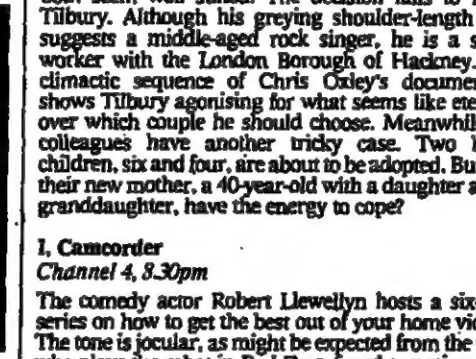 Tilbury. Although his greying shoulder-length
suggests a middle-aged rock singer, he is a s
worker with the London Borough of Hackney.
climactic sequence of Chris Oxley's documen
shows Tilbury agonising for what seems like ete
over which couple he should choose. Meanwhil
colleagues have another tricky case. Two
children, six and four, are about to be adopted. Bu
their new mother, a 40-year-old with a daughter a
granddaughter, have the energy to cope?
I, Camcorder
Channel 4, 8.30pm
The comedy actor Robert Llewellyn hosts a six
series on how to get the best out of your home vi
The tone is jocular, as might be expected from the